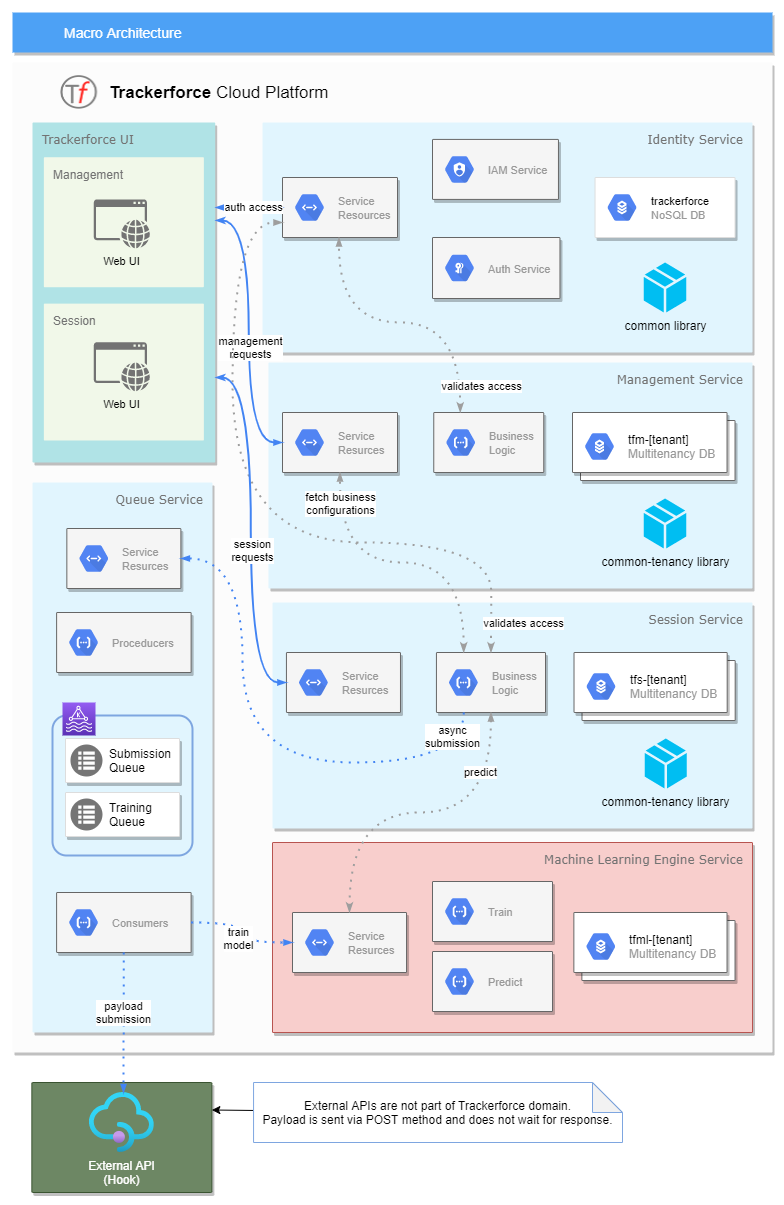 Macro Architecture
Tf
Trackerforce Cloud Platform
Trackerforce UI
Management
Web UI
Session
Web UI
Identity Service
Service
Resources
IAM Service
Auth Service
trackerforce
NoSQL DB
common library
auth access
management
requests
validates access
Management Service
Service
Resurces
Business
Logic
tfm-[tenant]
Multitenancy DB
common-tenancy library
fetch business
configurations
session
requests
validates access
Queue Service
Service
Resurces
Proceducers
Submission
Queue
Training
Queue
Consumers
Session Service
Service
Resurces
Business
Logic
tfs-[tenant]
Multitenancy DB
common-tenancy library
async
submission
predict
Machine Learning Engine Service
Service
Resurces
Train
Predict
tfml-[tenant]
Multitenancy DB
train
model
payload
submission
External API
(Hook)
External APIs are not part of Trackerforce domain.
Payload is sent via POST method and does not wait for response.